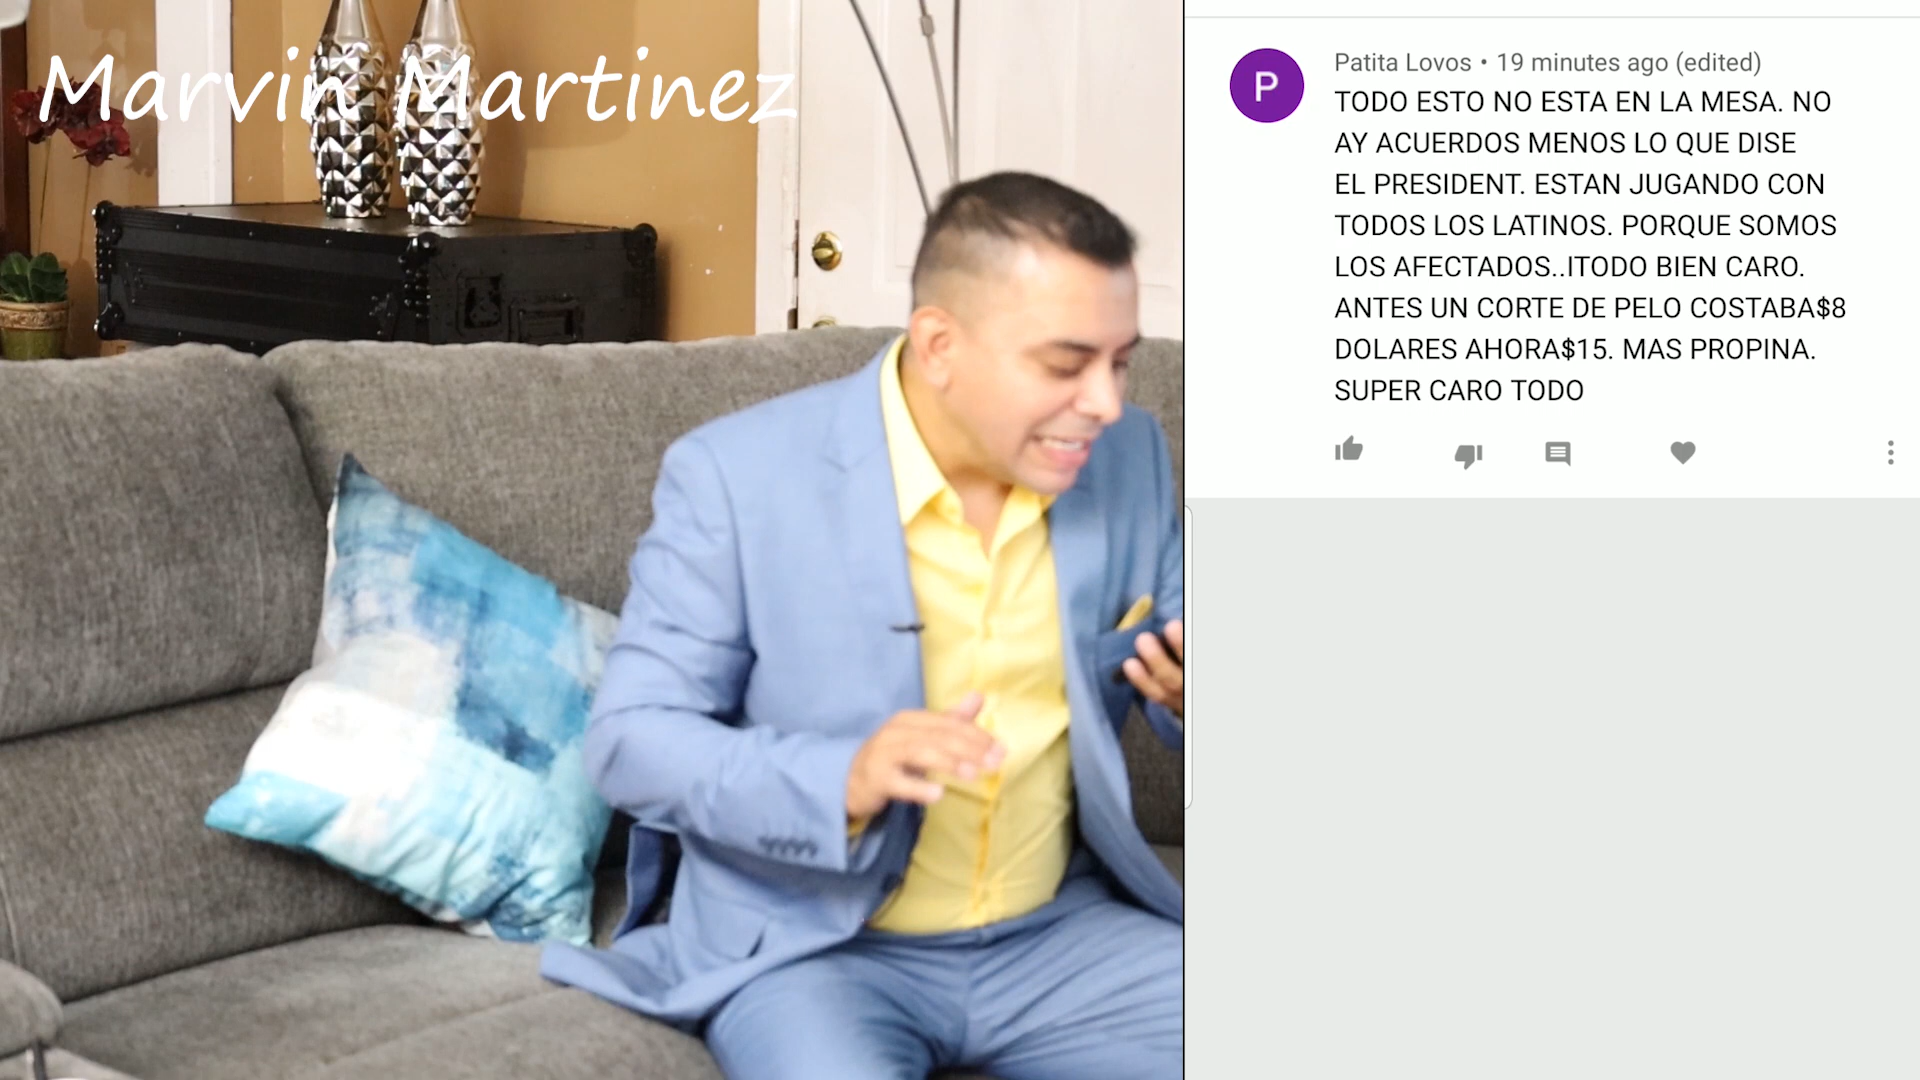 Marvin Martinez
P
Patita Lovos • 19 minutes ago (edited)
TODO ESTO NO ESTA EN LA MESA. NO
AY ACUERDOS MENOS LO QUE DISE
EL PRESIDENT. ESTAN JUGANDO CON
TODOS LOS LATINOS. PORQUE SOMOS
LOS AFECTADOS..ITODO BIEN CARO.
ANTES UN CORTE DE PELO COSTABA$8
DOLARES AHORA$15. MAS PROPINA.
SUPER CARO TODO